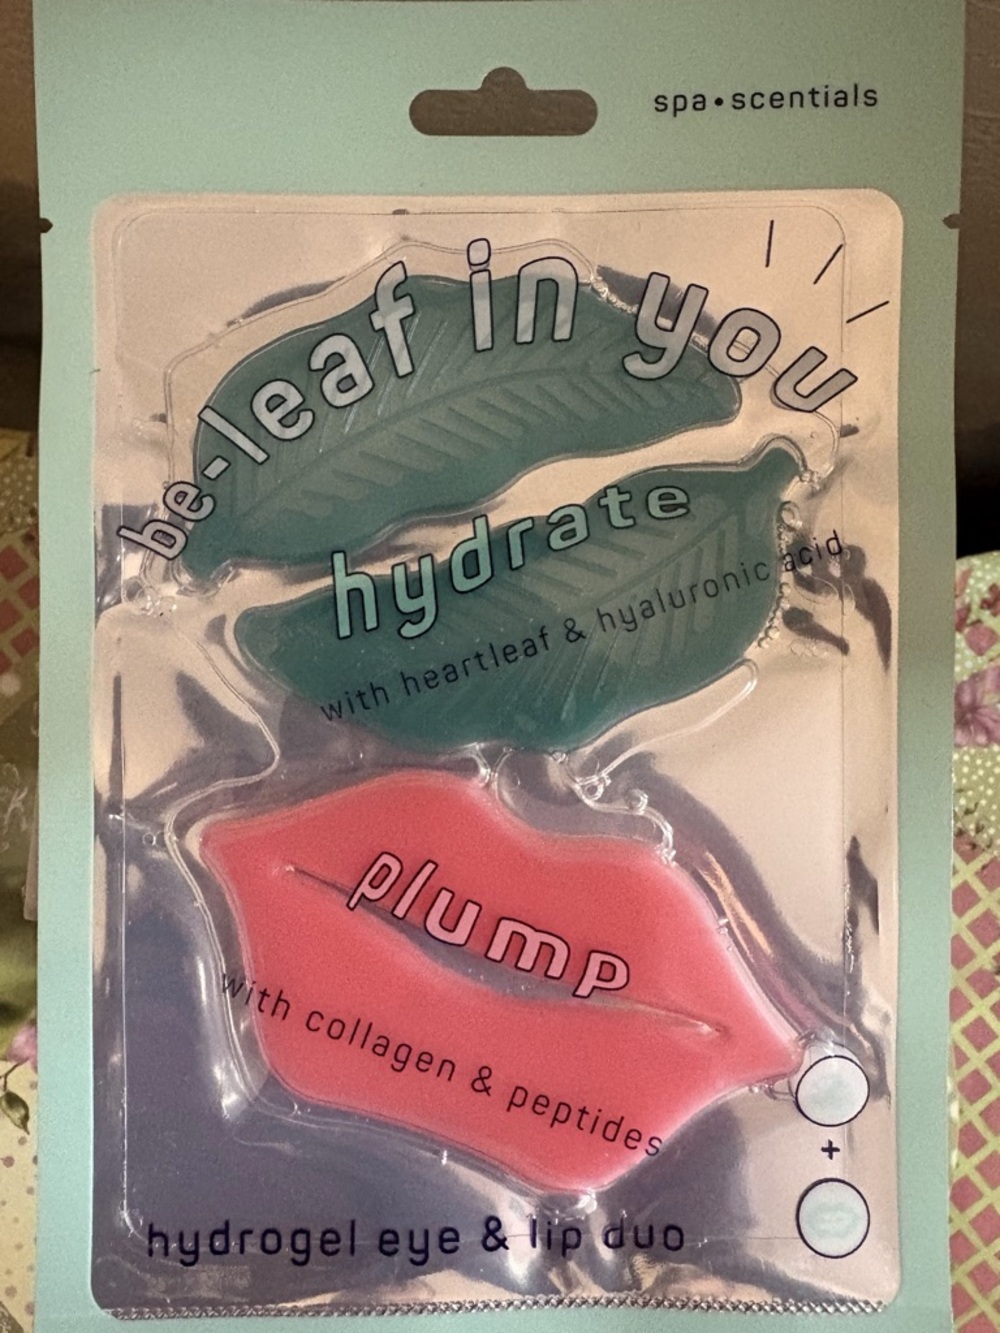 spa•scentials
be-leaf in you
hydrate
with heartleaf & hyaluronic acid
plump
with collagen & peptides
+
hydrogel eye & lip duo